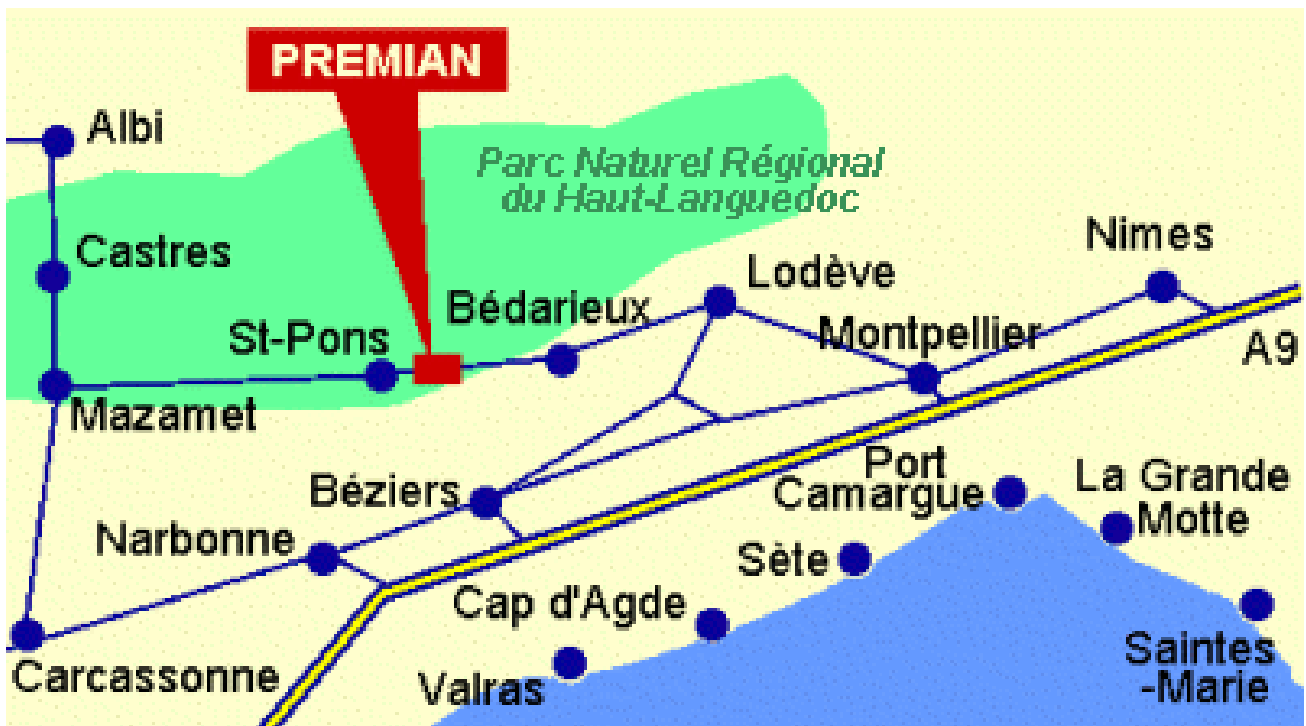 PREMIAN
Albi
Parc Naturel Régional
du Haut-Languedoc
Castres
Nimes
Lodève
Bédarieux
St-Pons
Montpellier
A9
Mazamet
Port
Camargue
La Grande
Motte
Béziers
Narbonne
Sète
Cap d'Agde
Saintes
-Marie
Carcassonne
Valras